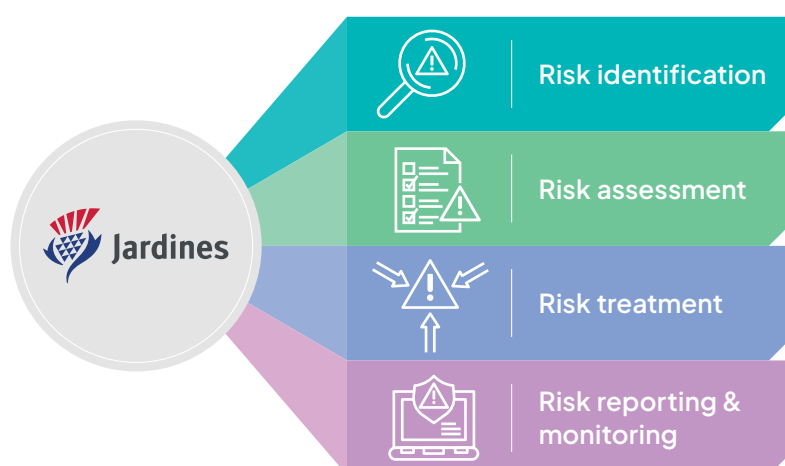 Jardines
Risk identification
Risk assessment
Risk treatment
Risk reporting &
monitoring